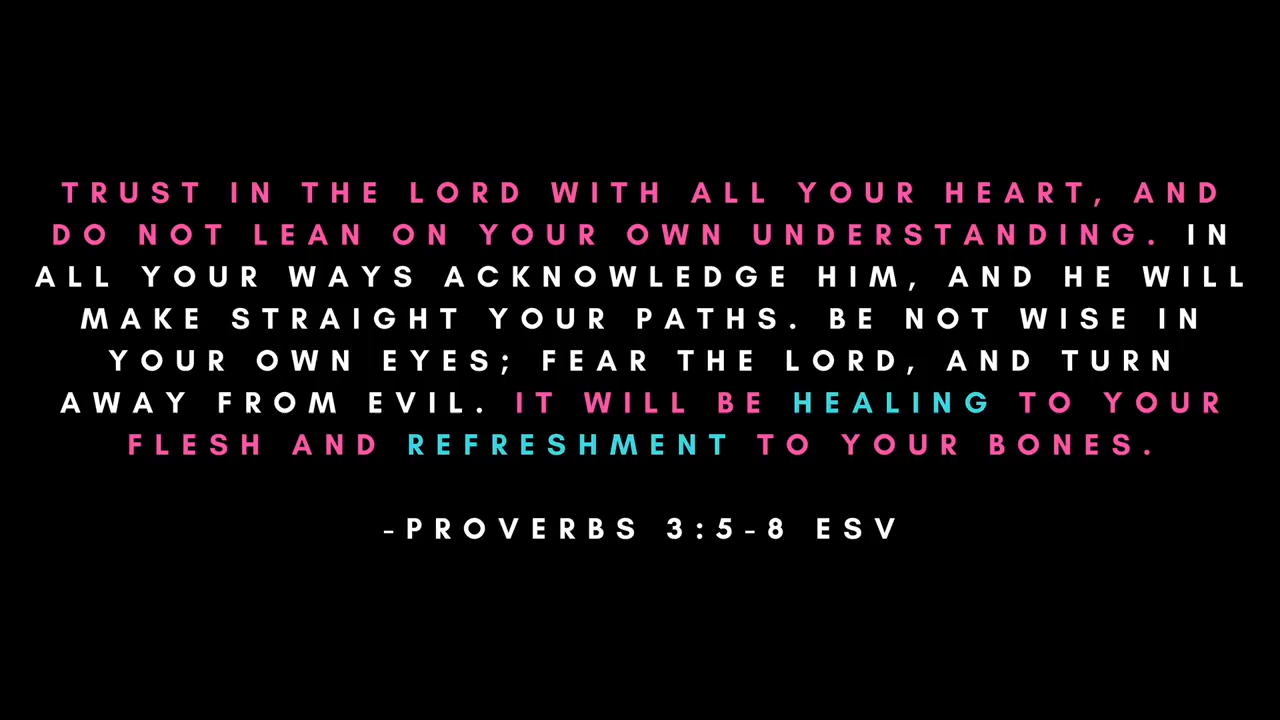 TRUST IN THE LORD WITH ALL YOUR HEART, AND
DO NOT LEAN ON YOUR OWN UNDERSTANDING. IN
ALL YOUR WAYS ACKNOWLEDGE HIM, AND HE WILL
MAKE STRAIGHT YOUR PATHS. BE NOT WISE IN
YOUR OWN EYES; FEAR THE LORD, AND TURN
AWAY FROM EVIL. IT WILL BE HEALING TO YOUR
FLESH AND REFRESHMENT TO YOUR BONES.
-PROVERBS 3:5-8 ESV